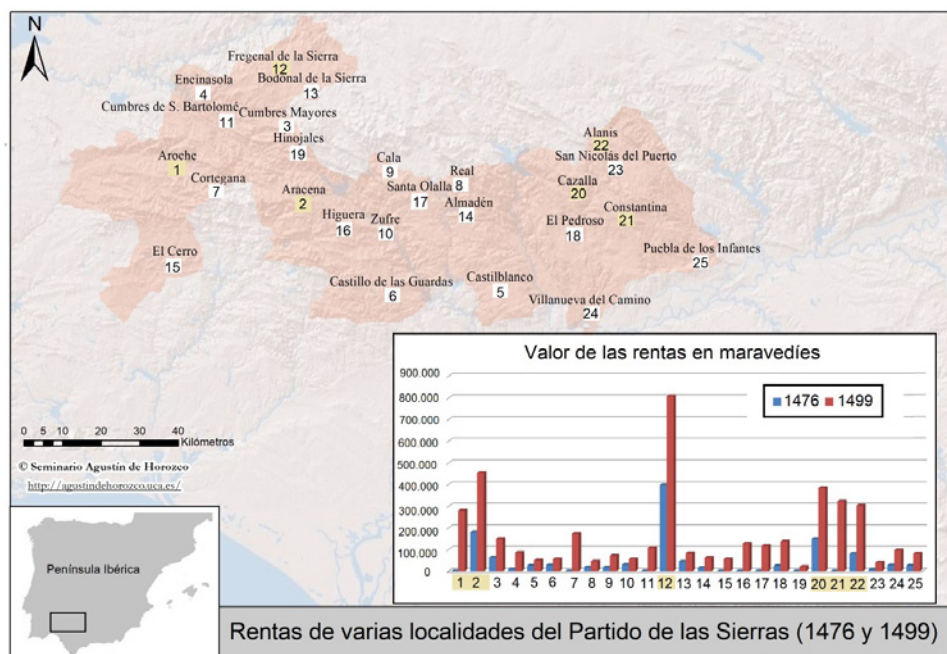 N
Fregenal de la Sierra
12
Encinasola
4
Bodonal de la Sierra
13
Cumbres de S. Bartolomé
11
Cumbres Mayores
3
Hinojales
19
Alanis
22
San Nicolás del Puerto
23
Aroche
1
Cortegana
7
Cala
9
Real
8
Cazalla
20
Aracena
2
Santa Olalla
17
Almadén
14
Constantina
21
Higuera
16
Zufre
10
El Pedroso
18
El Cerro
15
Puebla de los Infantes
25
Castillo de las Guardas
6
Castilblanco
5
Villanueva del Camino
24
0 5 10 20 30 40
Kilómetros
© Seminario Agustín de Horozco
http://agustindehorozco.uca.es/
Península Ibérica
Valor de las rentas en maravedíes
1476 1499
900.000
800.000
700.000
600.000
500.000
400.000
300.000
200.000
100.000
0
1 2 3 4 5 6 7 8 9 10 11 12 13 14 15 16 17 18 19 20 21 22 23 24 25
Rentas de varias localidades del Partido de las Sierras (1476 y 1499)